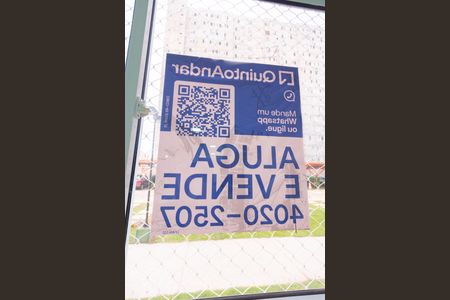 QuintoAndar
Mande um
Whatsapp
ou ligue.
ALUGA
E VENDE
4020-2507